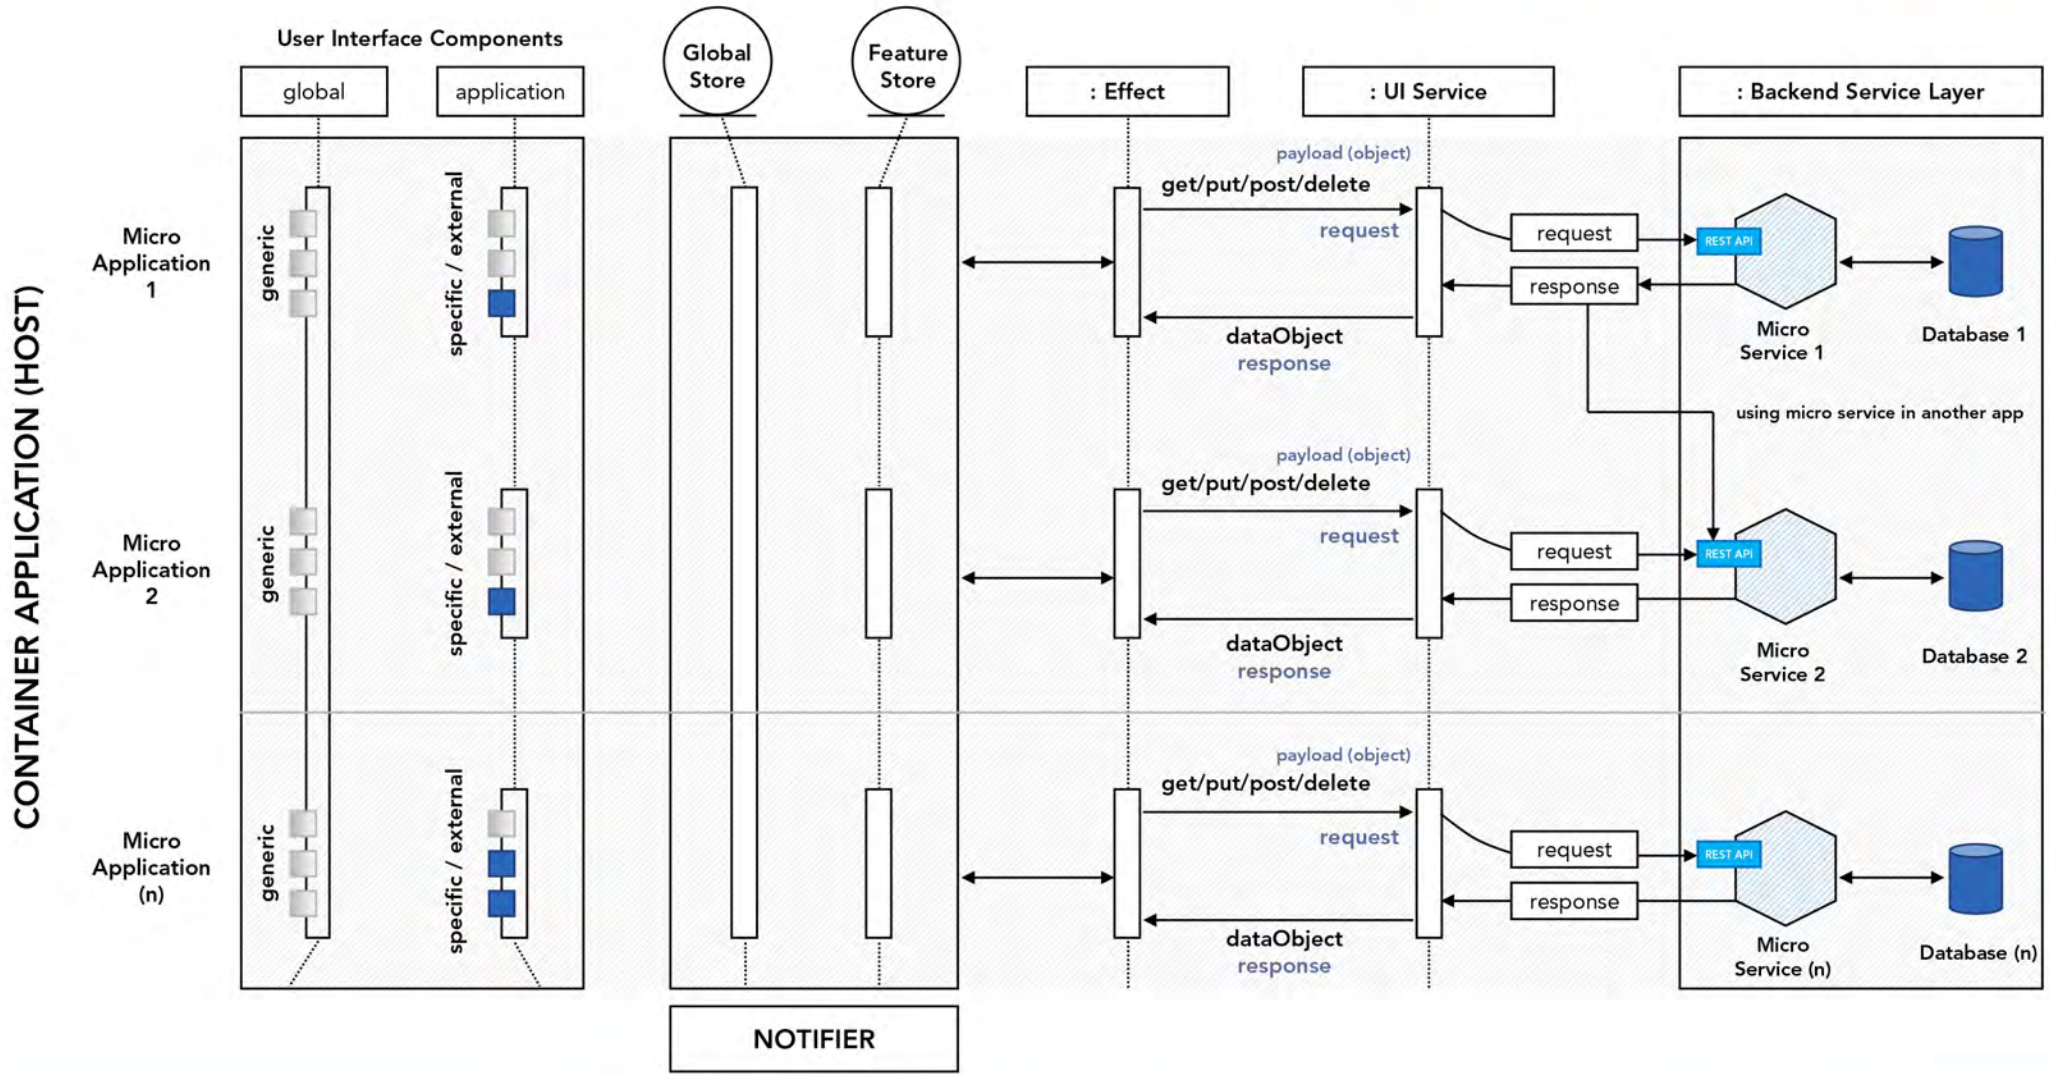 User Interface Components
global
application
Global
Store
Feature
Store
: Effect
: UI Service
: Backend Service Layer
CONTAINER APPLICATION (HOST)
Micro
Application
1
generic
specific / external
payload (object)
get/put/post/delete
request
dataObject
response
request
response
REST API
Micro
Service 1
Database 1
using micro service in another app
Micro
Application
2
generic
specific / external
payload (object)
get/put/post/delete
request
dataObject
response
request
response
REST API
Micro
Service 2
Database 2
Micro
Application
(n)
generic
specific / external
payload (object)
get/put/post/delete
request
dataObject
response
request
response
REST API
Micro
Service (n)
Database (n)
NOTIFIER